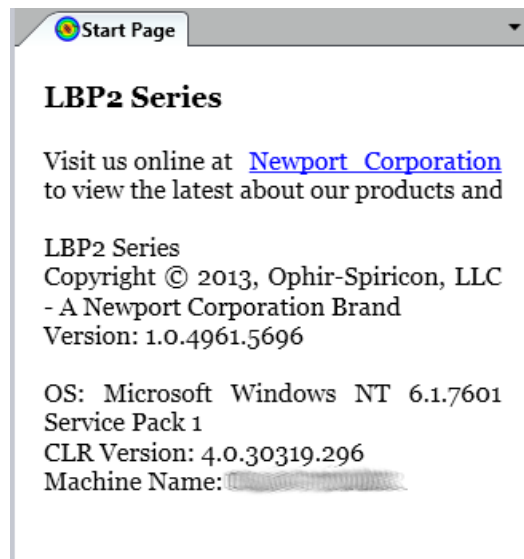 Start Page
LBP2 Series
Visit us online at Newport Corporation
to view the latest about our products and
LBP2 Series
Copyright © 2013, Ophir-Spiricon, LLC
- A Newport Corporation Brand
Version: 1.0.4961.5696
OS: Microsoft Windows NT 6.1.7601
Service Pack 1
CLR Version: 4.0.30319.296
Machine Name: